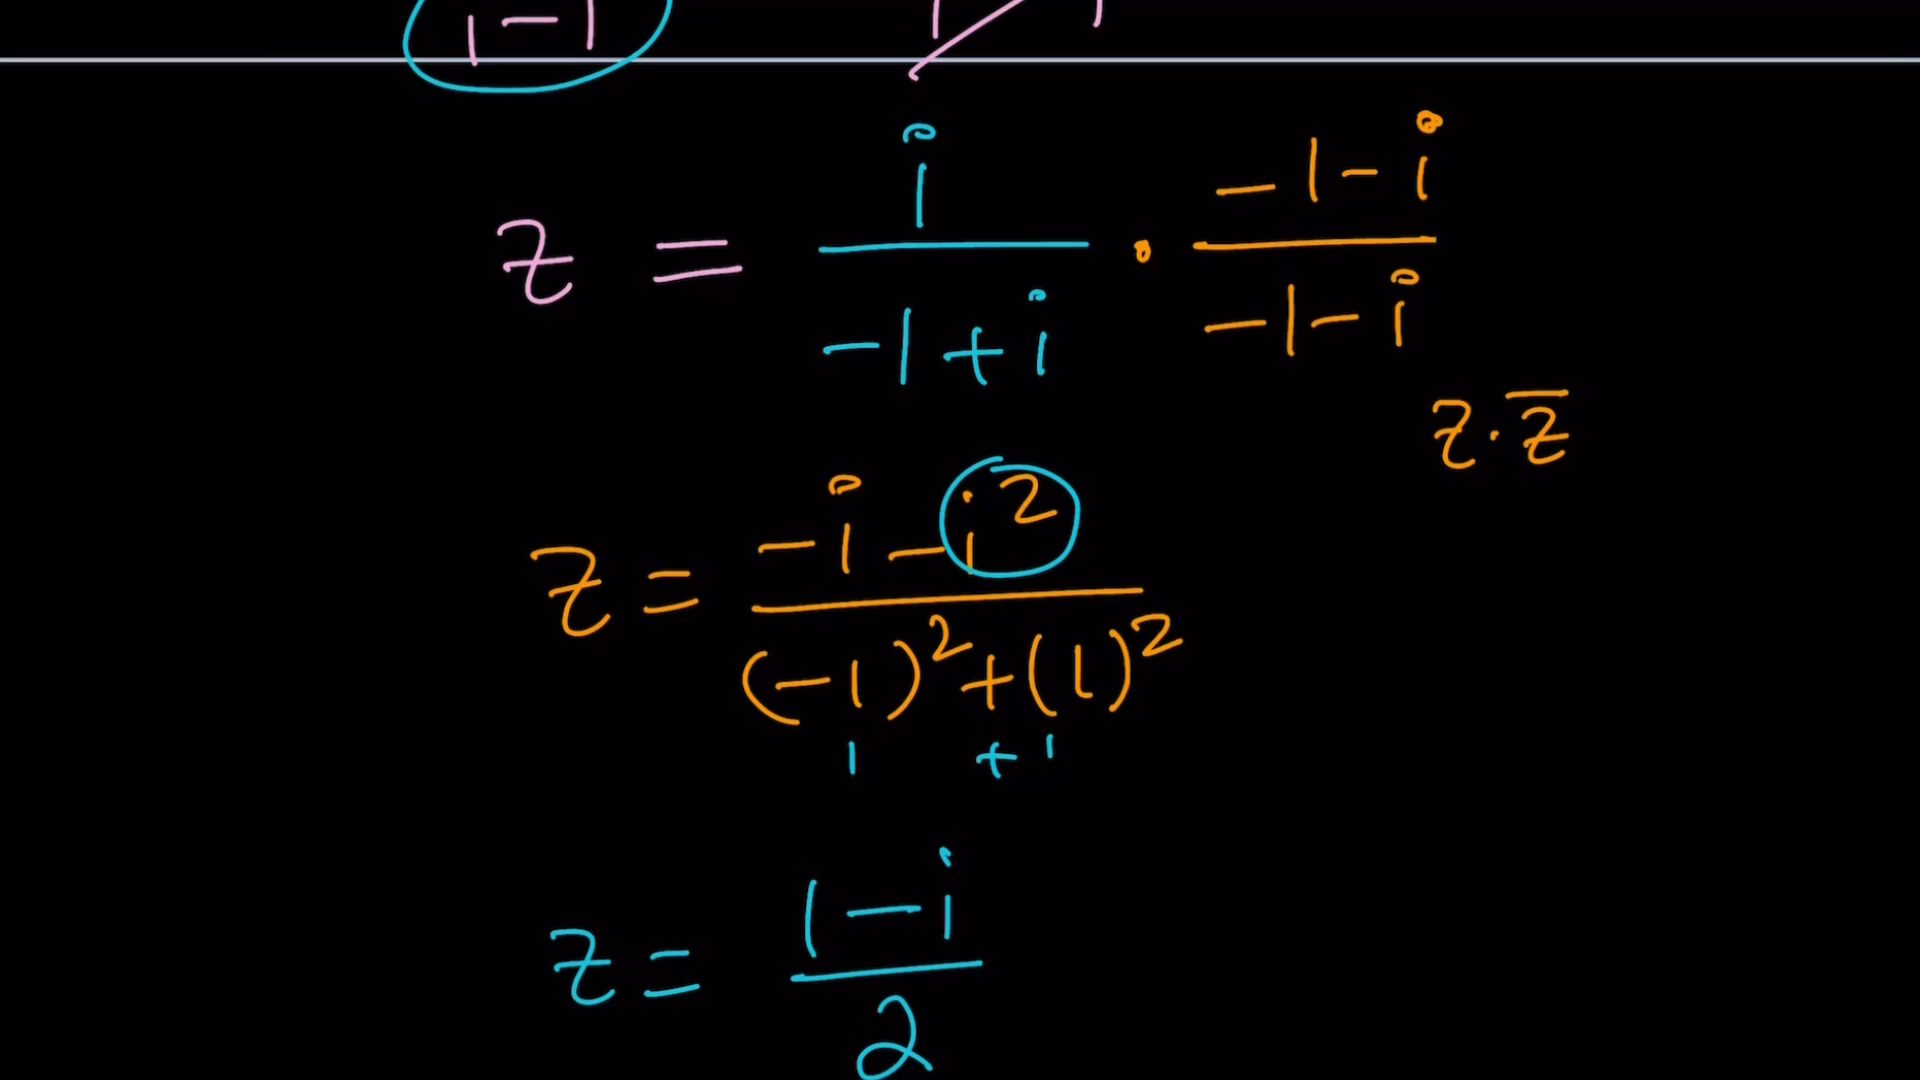 i - 1
z = i / (-1 + i) · (-1 - i) / (-1 - i)
z · z̅
z = (-i - i²) / ((-1)² + (1)²)
1 + 1
z = (1 - i) / 2